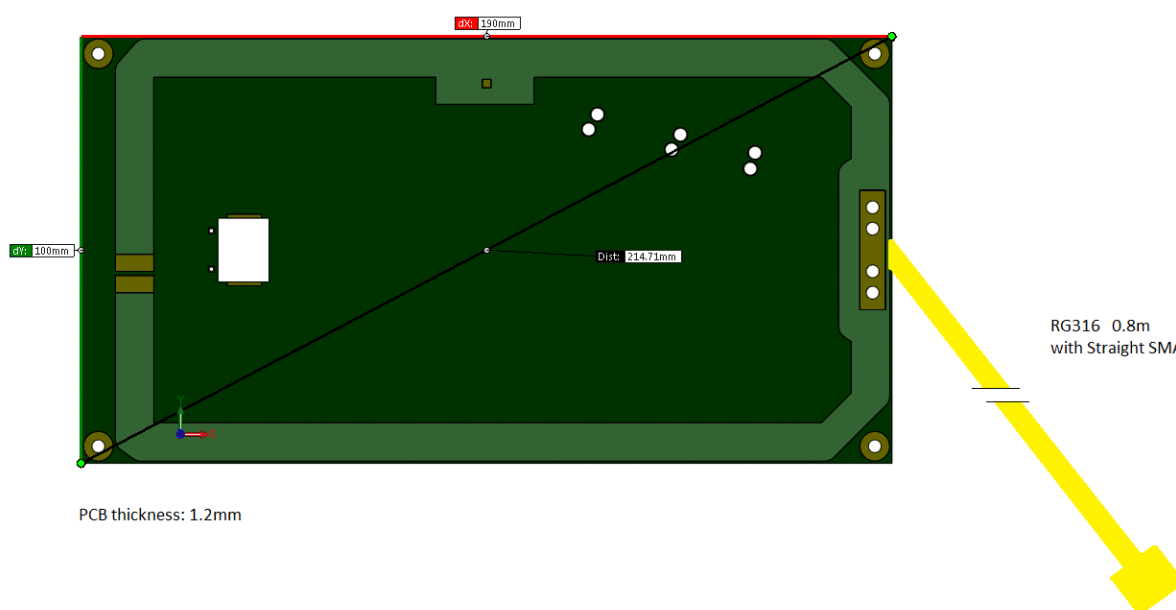 dX: 190mm
dY: 100mm
Dist: 214.71mm
RG316 0.8m
with Straight SMA
Y
X
PCB thickness: 1.2mm